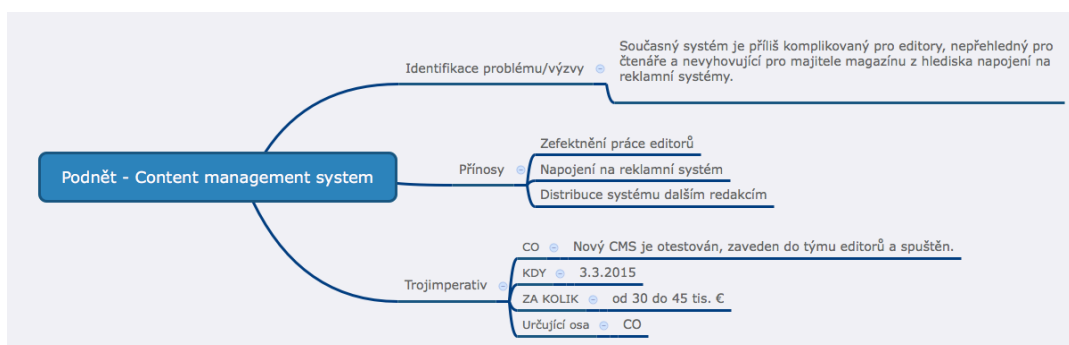 Současný systém je příliš komplikovaný pro editory, nepřehledný pro
Identifikace problému/výzvy
čtenáře a nevyhovující pro majitele magazínu z hlediska napojení na
reklamní systémy.
Podnět - Content management system
Přínosy
Zefektnění práce editorů
Napojení na reklamní systém
Distribuce systému dalším redakcím
Trojimperativ
CO Nový CMS je otestován, zaveden do týmu editorů a spuštěn.
KDY 3.3.2015
ZA KOLIK od 30 do 45 tis. €
Určující osa CO